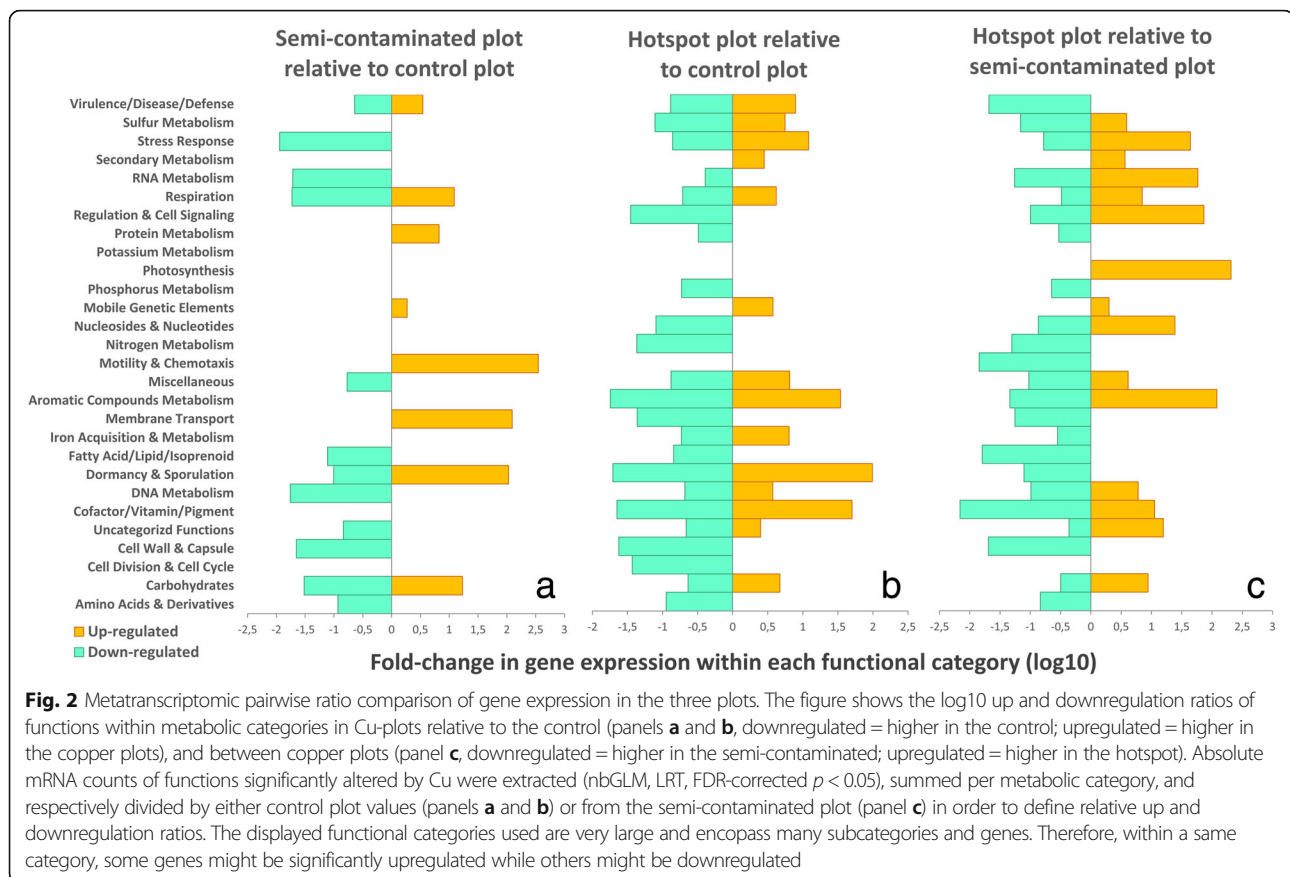 Semi-contaminated plot
relative to control plot
Hotspot plot relative
to control plot
Hotspot plot relative to
semi-contaminated plot
Virulence/Disease/Defense
Sulfur Metabolism
Stress Response
Secondary Metabolism
RNA Metabolism
Respiration
Regulation & Cell Signaling
Protein Metabolism
Potassium Metabolism
Photosynthesis
Phosphorus Metabolism
Mobile Genetic Elements
Nucleosides & Nucleotides
Nitrogen Metabolism
Motility & Chemotaxis
Miscellaneous
Aromatic Compounds Metabolism
Membrane Transport
Iron Acquisition & Metabolism
Fatty Acid/Lipid/Isoprenoid
Dormancy & Sporulation
DNA Metabolism
Cofactor/Vitamin/Pigment
Uncategorizd Functions
Cell Wall & Capsule
Cell Division & Cell Cycle
Carbohydrates
Amino Acids & Derivatives
a
b
c
-2,5 -2 -1,5 -1 -0,5 0 0,5 1 1,5 2 2,5 3
-2 -1,5 -1 -0,5 0 0,5 1 1,5 2 2,5
-2,5 -2 -1,5 -1 -0,5 0 0,5 1 1,5 2 2,5 3
Up-regulated
Down-regulated
Fold-change in gene expression within each functional category (log10)
Fig. 2 Metatranscriptomic pairwise ratio comparison of gene expression in the three plots. The figure shows the log10 up and downregulation ratios of
functions within metabolic categories in Cu-plots relative to the control (panels a and b, downregulated = higher in the control; upregulated = higher in
the copper plots), and between copper plots (panel c, downregulated = higher in the semi-contaminated; upregulated = higher in the hotspot). Absolute
mRNA counts of functions significantly altered by Cu were extracted (nbGLM, LRT, FDR-corrected p < 0.05), summed per metabolic category, and
respectively divided by either control plot values (panels a and b) or from the semi-contaminated plot (panel c) in order to define relative up and
downregulation ratios. The displayed functional categories used are very large and encopass many subcategories and genes. Therefore, within a same
category, some genes might be significantly upregulated while others might be downregulated